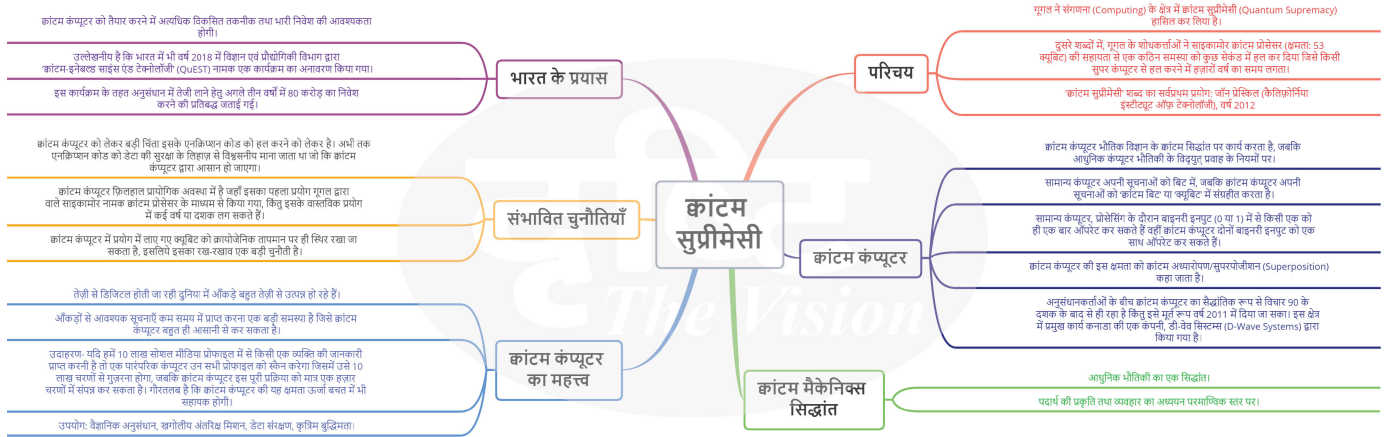 क्वांटम सुप्रीमेसी
परिचय
गूगल ने संगणना (Computing) के क्षेत्र में क्वांटम सुप्रीमेसी (Quantum Supremacy)
हासिल कर लिया है।
दुसरे शब्दों में, गूगल के शोधकर्त्ताओं ने साइकामोर क्वांटम प्रोसेसर (क्षमता: 53
क्यूबिट) की सहायता से एक कठिन समस्या को कुछ सेकंड में हल कर दिया जिसे किसी
सुपर कंप्यूटर से हल करने में हज़ारों वर्ष का समय लगता।
‘क्वांटम सुप्रीमेसी’ शब्द का सर्वप्रथम प्रयोग: जॉन प्रेस्किल (कैलिफ़ोर्निया
इंस्टीट्यूट ऑफ़ टेक्नोलॉजी), वर्ष 2012
क्वांटम कंप्यूटर
क्वांटम कंप्यूटर भौतिक विज्ञान के क्वांटम सिद्धांत पर कार्य करता है, जबकि
आधुनिक कंप्यूटर भौतिकी के विद्युत् प्रवाह के नियमों पर।
सामान्य कंप्यूटर अपनी सूचनाओं को बिट में, जबकि क्वांटम कंप्यूटर अपनी
सूचनाओं को ‘क्वांटम बिट’ या ‘क्यूबिट’ में संग्रहीत करता है।
सामान्य कंप्यूटर, प्रोसेसिंग के दौरान बाइनरी इनपुट (0 या 1) में से किसी एक को
ही एक बार ऑपरेट कर सकते हैं वहीं क्वांटम कंप्यूटर दोनों बाइनरी इनपुट को एक
साथ ऑपरेट कर सकते हैं।
क्वांटम कंप्यूटर की इस क्षमता को क्वांटम अध्यारोपण/सुपरपोजीशन (Superposition)
कहा जाता है।
अनुसंधानकर्ताओं के बीच क्वांटम कंप्यूटर का सैद्धांतिक रूप से विचार 90 के
दशक के बाद से ही रहा है किंतु इसे मूर्त रूप वर्ष 2011 में दिया जा सका। इस क्षेत्र
में प्रमुख कार्य कनाडा की एक कंपनी, डी-वेव सिस्टम्स (D-Wave Systems) द्वारा
किया गया है।
क्वांटम मैकेनिक्स
सिद्धांत
आधुनिक भौतिकी का एक सिद्धांत।
पदार्थ की प्रकृति तथा व्यवहार का अध्ययन परमाण्विक स्तर पर।
भारत के प्रयास
क्वांटम कंप्यूटर को तैयार करने में अत्यधिक विकसित तकनीक तथा भारी निवेश की आवश्यकता
होगी।
उल्लेखनीय है कि भारत में भी वर्ष 2018 में विज्ञान एवं प्रौद्योगिकी विभाग द्वारा
‘क्वांटम-इनेबल्ड साइंस एंड टेक्नोलॉजी’ (QuEST) नामक एक कार्यक्रम का अनावरण किया गया।
इस कार्यक्रम के तहत अनुसंधान में तेजी लाने हेतु अगले तीन वर्षों में 80 करोड़ का निवेश
करने की प्रतिबद्ध जताई गई।
संभावित चुनौतियाँ
क्वांटम कंप्यूटर को लेकर बड़ी चिंता इसके एनक्रिप्शन कोड को हल करने को लेकर है। अभी तक
एनक्रिप्शन कोड को डेटा की सुरक्षा के लिहाज़ से विश्वसनीय माना जाता था जो कि क्वांटम
कंप्यूटर द्वारा आसान हो जाएगा।
क्वांटम कंप्यूटर फ़िलहाल प्रायोगिक अवस्था में है जहाँ इसका पहला प्रयोग गूगल द्वारा
वाले साइकामोर नामक क्वांटम प्रोसेसर के माध्यम से किया गया, किंतु इसके वास्तविक प्रयोग
में कई वर्ष या दशक लग सकते हैं।
क्वांटम कंप्यूटर में प्रयोग में लाए गए क्यूबिट को क्रायोजेनिक तापमान पर ही स्थिर रखा जा
सकता है, इसलिये इसका रख-रखाव एक बड़ी चुनौती है।
क्वांटम कंप्यूटर
का महत्त्व
तेज़ी से डिजिटल होती जा रही दुनिया में आँकड़े बहुत तेज़ी से उत्पन्न हो रहे हैं।
आँकड़ों से आवश्यक सूचनाएँ कम समय में प्राप्त करना एक बड़ी समस्या है जिसे क्वांटम
कंप्यूटर बहुत ही आसानी से कर सकता है।
उदाहरण- यदि हमें 10 लाख सोशल मीडिया प्रोफाइल में से किसी एक व्यक्ति की जानकारी
प्राप्त करनी है तो एक पारंपरिक कंप्यूटर उन सभी प्रोफाइल को स्कैन करेगा जिसमें उसे 10
लाख चरणों से गुज़रना होगा, जबकि क्वांटम कंप्यूटर इस पूरी प्रक्रिया को मात्र एक हज़ार
चरणों में संपन्न कर सकता है। गौरतलब है कि क्वांटम कंप्यूटर की यह क्षमता ऊर्जा बचत में भी
सहायक होगी।
उपयोग: वैज्ञानिक अनुसंधान, खगोलीय अंतरिक्ष मिशन, डेटा संरक्षण, कृत्रिम बुद्धिमता।
दृष्टि
The Vision